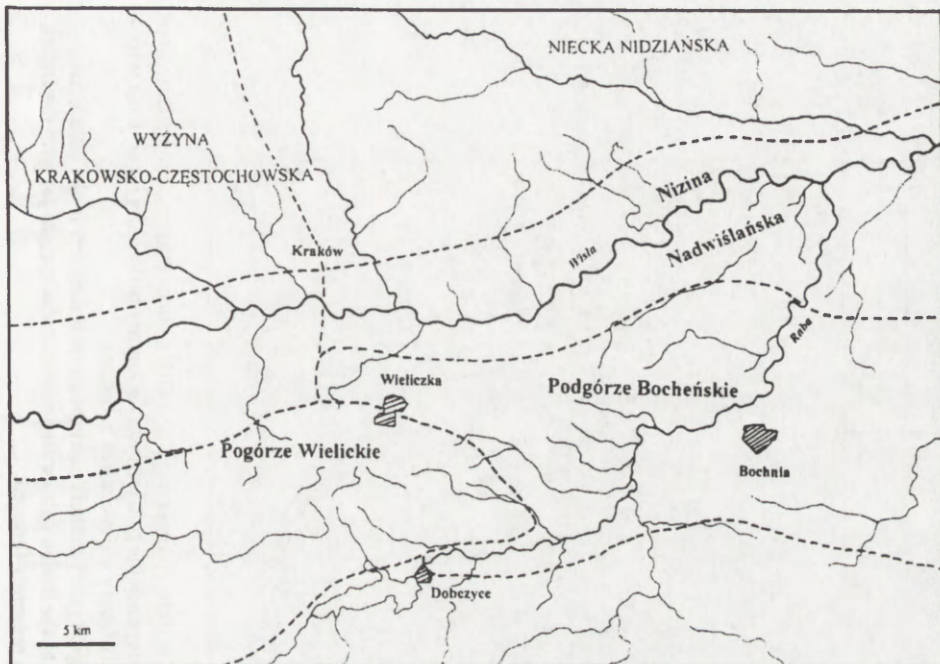 NIECKA NIDZIAŃSKA
WYŻYNA
KRAKOWSKO-CZĘSTOCHOWSKA
Nizina
Nadwiślańska
Kraków
Wisła
Raba
Wieliczka
Podgórze Bocheńskie
Pogórze Wielickie
Bochnia
Dobczyce
5 km